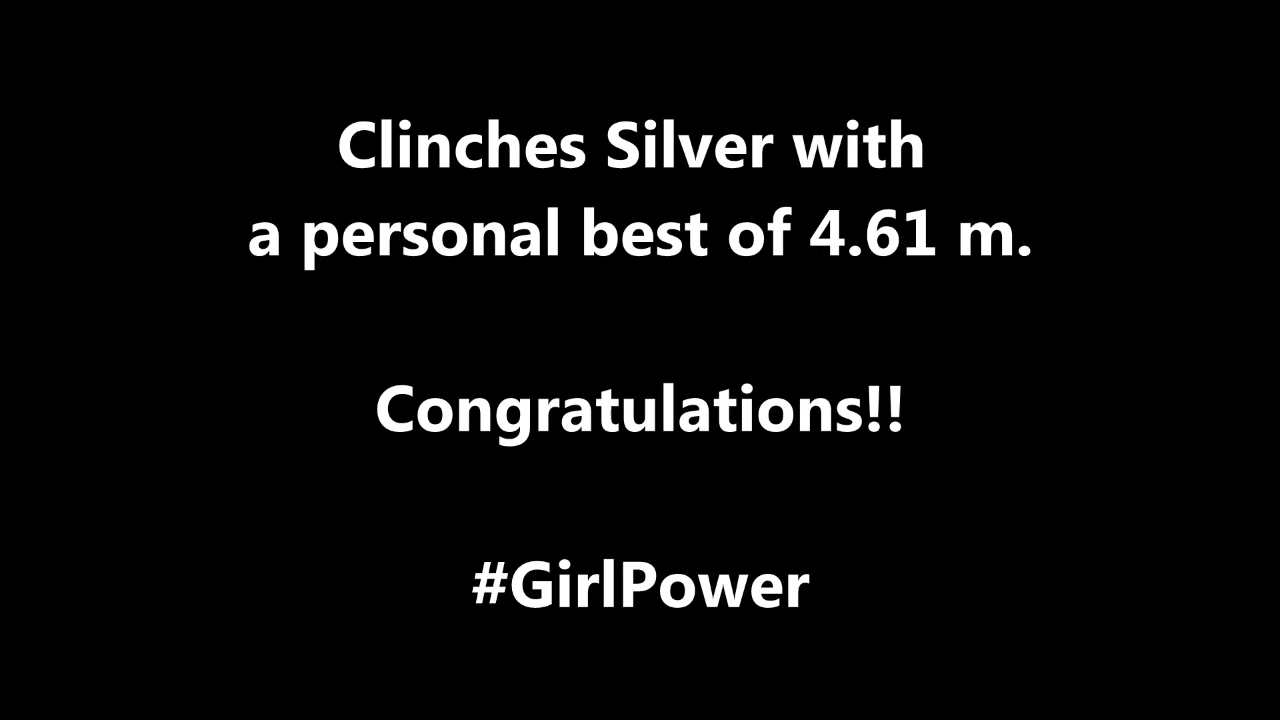 Clinches Silver with
a personal best of 4.61 m.
Congratulations!!
#GirlPower